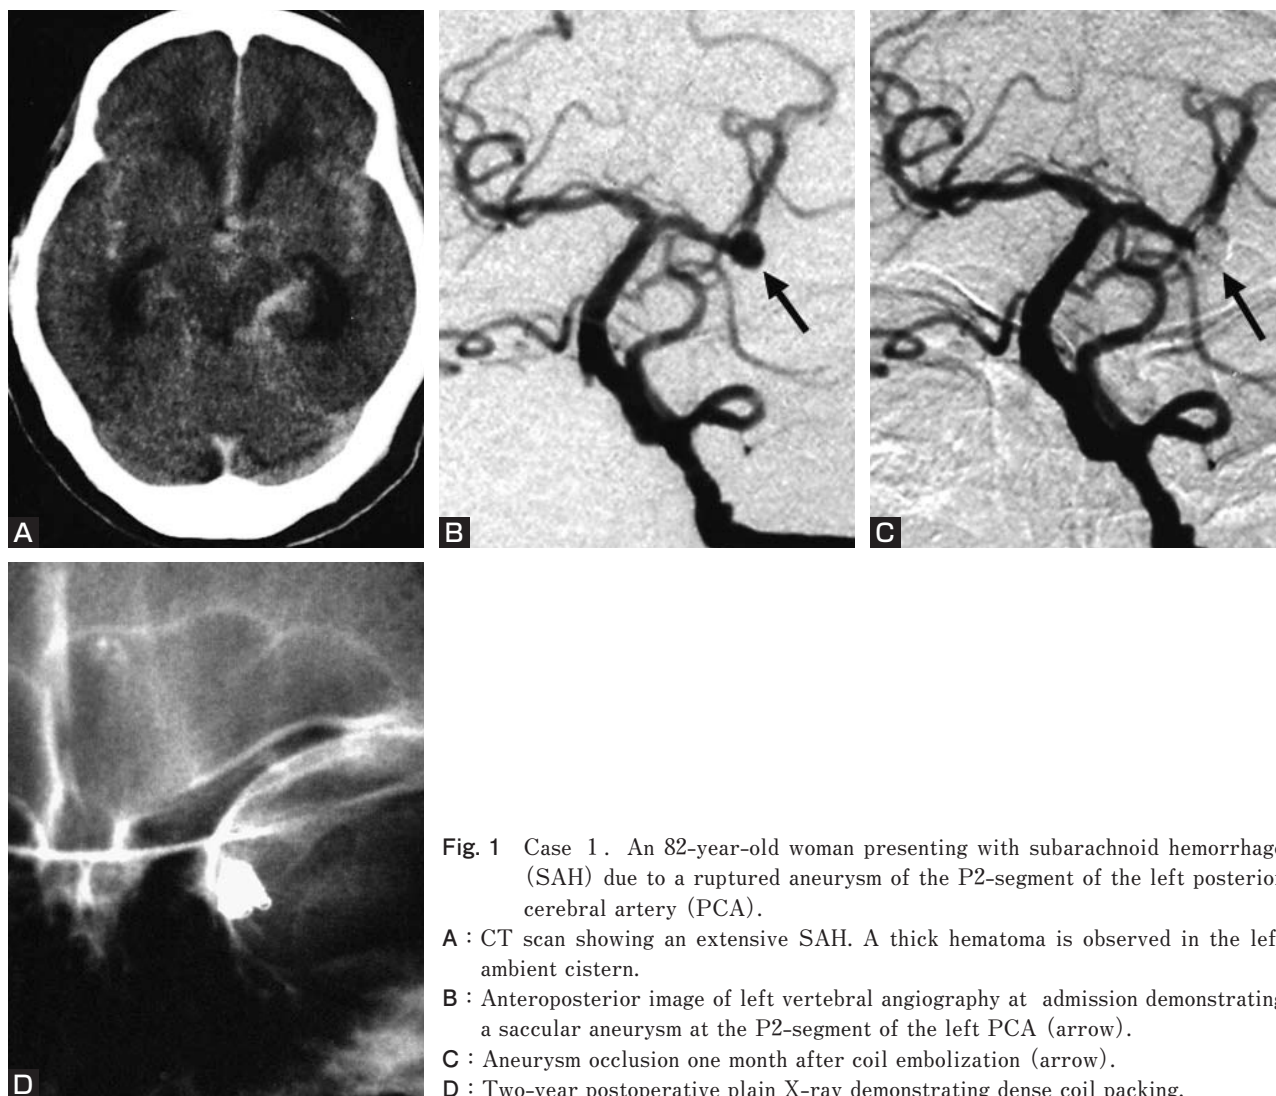 A
B
C
D
Fig. 1 Case 1. An 82-year-old woman presenting with subarachnoid hemorrhage
(SAH) due to a ruptured aneurysm of the P2-segment of the left posterior
cerebral artery (PCA).
A : CT scan showing an extensive SAH. A thick hematoma is observed in the lef
ambient cistern.
B : Anteroposterior image of left vertebral angiography at admission demonstrating
a saccular aneurysm at the P2-segment of the left PCA (arrow).
C : Aneurysm occlusion one month after coil embolization (arrow).
D : Two-year postoperative plain X-ray demonstrating dense coil packing.